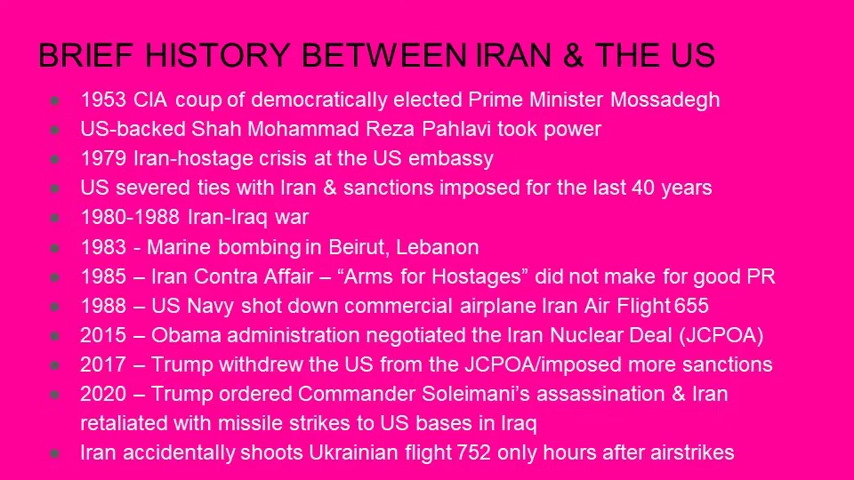 BRIEF HISTORY BETWEEN IRAN & THE US
● 1953 CIA coup of democratically elected Prime Minister Mossadegh
● US-backed Shah Mohammad Reza Pahlavi took power
● 1979 Iran-hostage crisis at the US embassy
● US severed ties with Iran & sanctions imposed for the last 40 years
● 1980-1988 Iran-Iraq war
● 1983 - Marine bombing in Beirut, Lebanon
● 1985 – Iran Contra Affair – “Arms for Hostages” did not make for good PR
● 1988 – US Navy shot down commercial airplane Iran Air Flight 655
● 2015 – Obama administration negotiated the Iran Nuclear Deal (JCPOA)
● 2017 – Trump withdrew the US from the JCPOA/imposed more sanctions
● 2020 – Trump ordered Commander Soleimani’s assassination & Iran
retaliated with missile strikes to US bases in Iraq
● Iran accidentally shoots Ukrainian flight 752 only hours after airstrikes